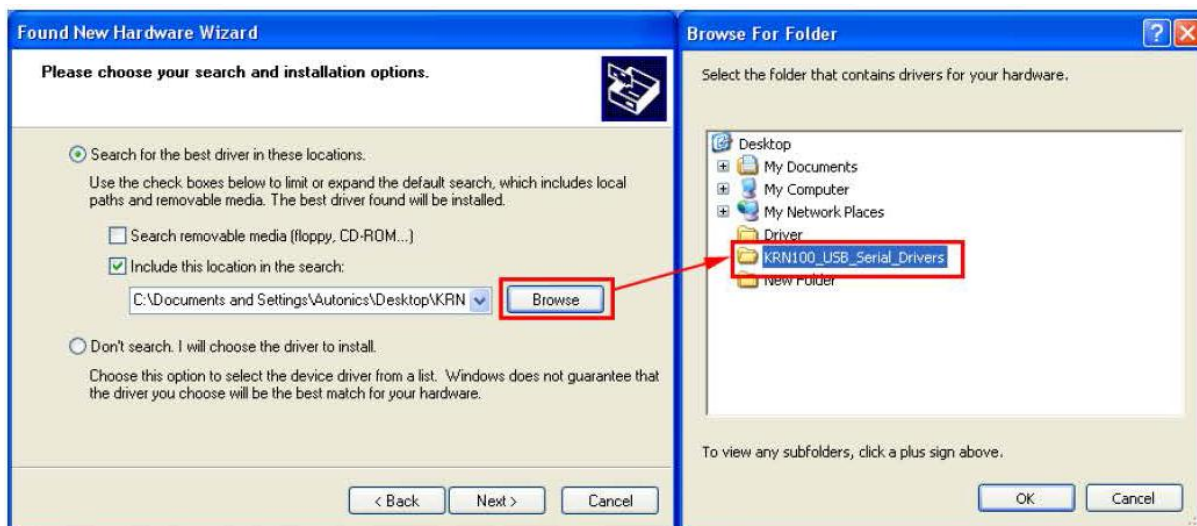 Found New Hardware Wizard
Please choose your search and installation options.
Search for the best driver in these locations.
Use the check boxes below to limit or expand the default search, which includes local
paths and removable media. The best driver found will be installed.
Search removable media (floppy, CD-ROM...)
Include this location in the search:
C:\Documents and Settings\Autonics\Desktop\KRN
Browse
Don't search. I will choose the driver to install.
Choose this option to select the device driver from a list. Windows does not guarantee that
the driver you choose will be the best match for your hardware.
< Back
Next >
Cancel
Browse For Folder
Select the folder that contains drivers for your hardware.
Desktop
My Documents
My Computer
My Network Places
Driver
KRN100_USB_Serial_Drivers
New Folder
To view any subfolders, click a plus sign above.
OK
Cancel